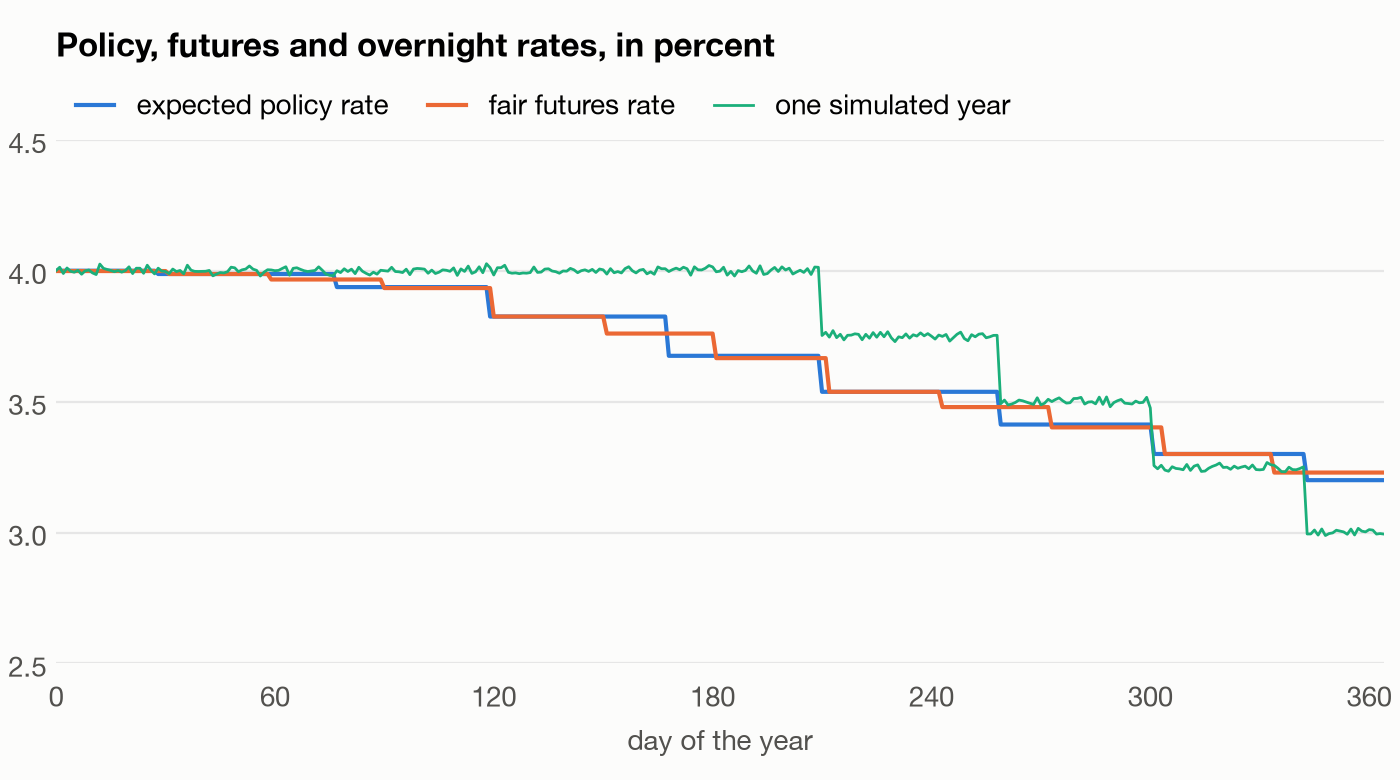 Policy, futures and overnight rates, in percent
expected policy rate fair futures rate one simulated year
4.5
4.0
3.5
3.0
2.5
0 60 120 180 240 300 360
day of the year